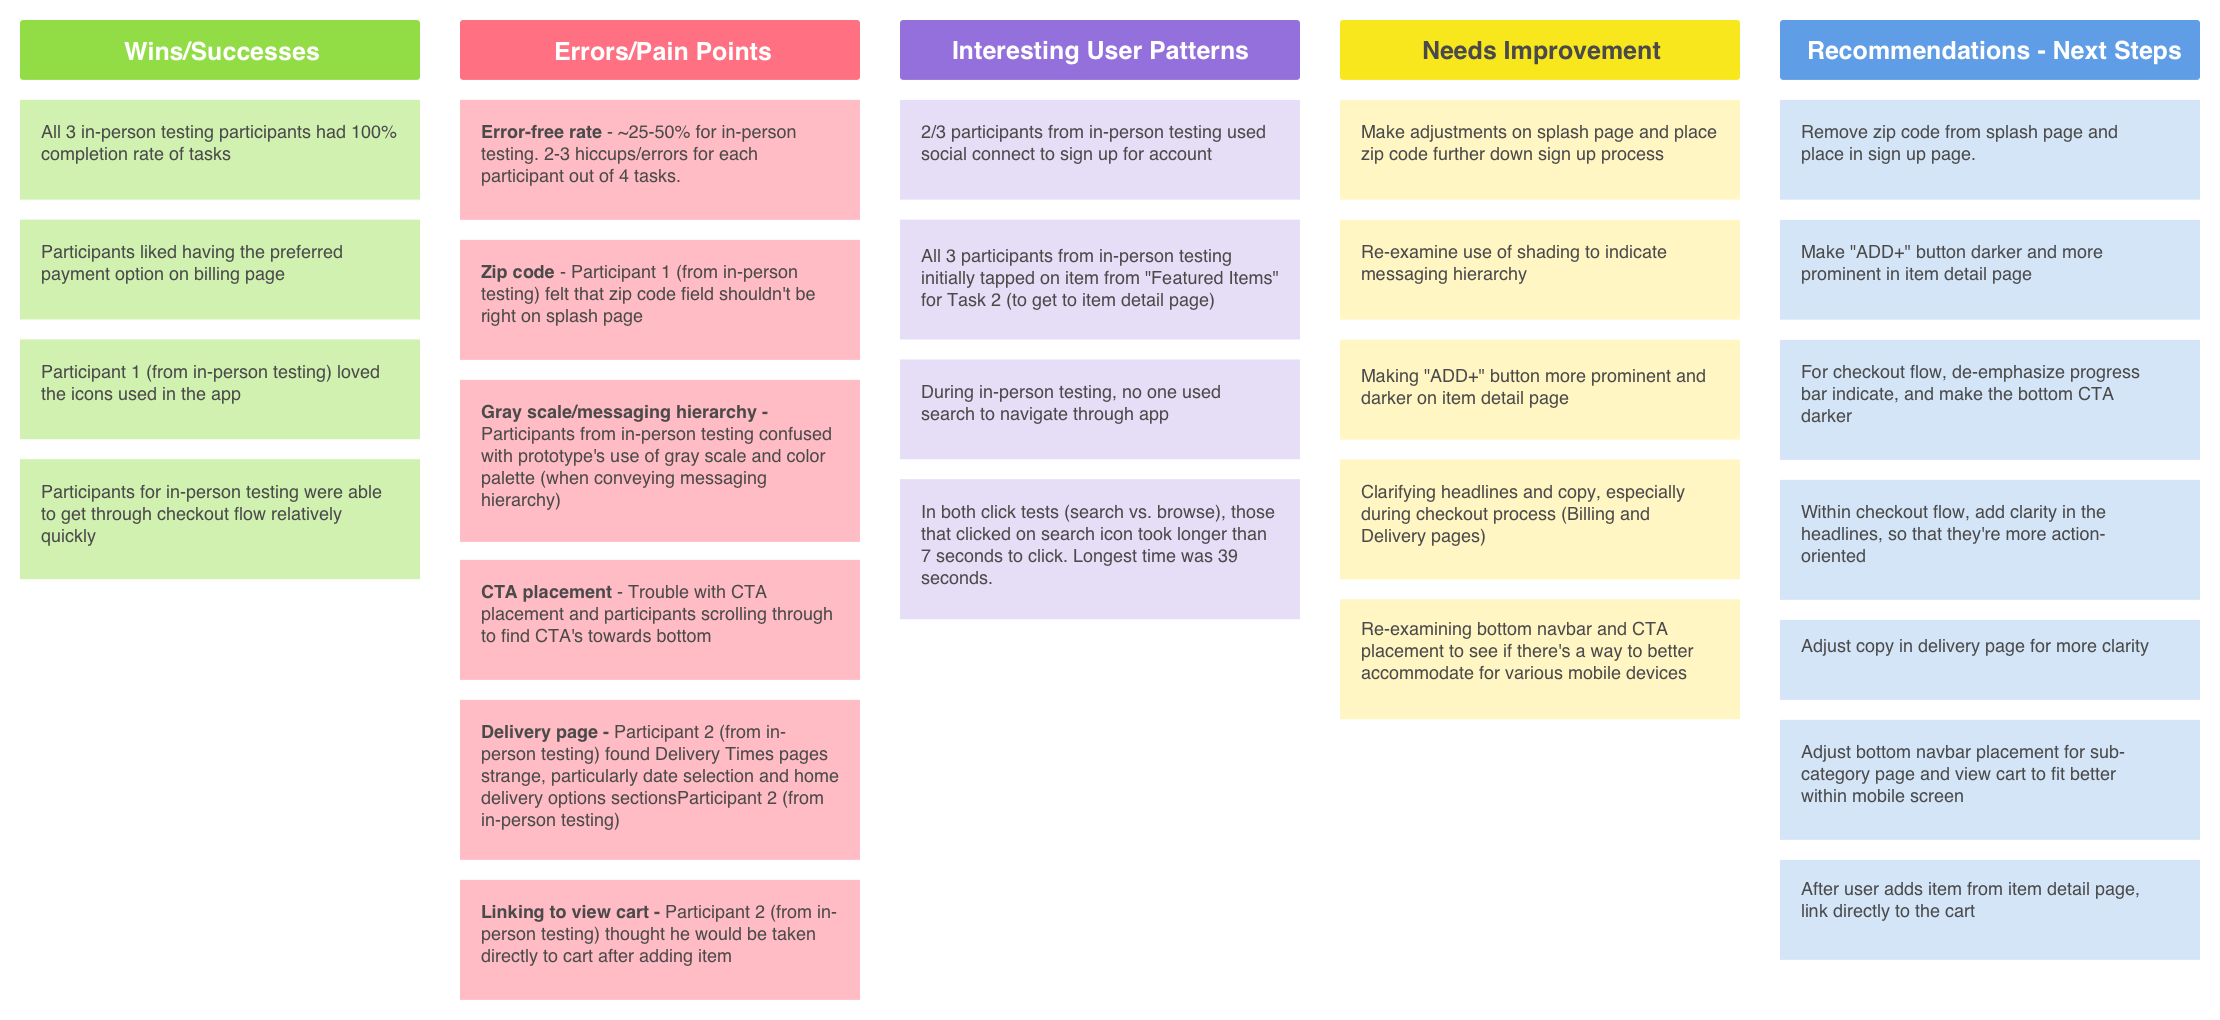 Wins/Successes
All 3 in-person testing participants had 100%
completion rate of tasks
Participants liked having the preferred
payment option on billing page
Participant 1 (from in-person testing) loved
the icons used in the app
Participants for in-person testing were able
to get through checkout flow relatively
quickly
Errors/Pain Points
Error-free rate - ~25-50% for in-person
testing. 2-3 hiccups/errors for each
participant out of 4 tasks.
Zip code - Participant 1 (from in-person
testing) felt that zip code field shouldn't be
right on splash page
Gray scale/messaging hierarchy -
Participants from in-person testing confused
with prototype's use of gray scale and color
palette (when conveying messaging
hierarchy)
CTA placement - Trouble with CTA
placement and participants scrolling through
to find CTA's towards bottom
Delivery page - Participant 2 (from in-
person testing) found Delivery Times pages
strange, particularly date selection and home
delivery options sectionsParticipant 2 (from
in-person testing)
Linking to view cart - Participant 2 (from in-
person testing) thought he would be taken
directly to cart after adding item
Interesting User Patterns
2/3 participants from in-person testing used
social connect to sign up for account
All 3 participants from in-person testing
initially tapped on item from "Featured Items"
for Task 2 (to get to item detail page)
During in-person testing, no one used
search to navigate through app
In both click tests (search vs. browse), those
that clicked on search icon took longer than
7 seconds to click. Longest time was 39
seconds.
Needs Improvement
Make adjustments on splash page and place
zip code further down sign up process
Re-examine use of shading to indicate
messaging hierarchy
Making "ADD+" button more prominent and
darker on item detail page
Clarifying headlines and copy, especially
during checkout process (Billing and
Delivery pages)
Re-examining bottom navbar and CTA
placement to see if there's a way to better
accommodate for various mobile devices
Recommendations - Next Steps
Remove zip code from splash page and
place in sign up page.
Make "ADD+" button darker and more
prominent in item detail page
For checkout flow, de-emphasize progress
bar indicate, and make the bottom CTA
darker
Within checkout flow, add clarity in the
headlines, so that they're more action-
oriented
Adjust copy in delivery page for more clarity
Adjust bottom navbar placement for sub-
category page and view cart to fit better
within mobile screen
After user adds item from item detail page,
link directly to the cart